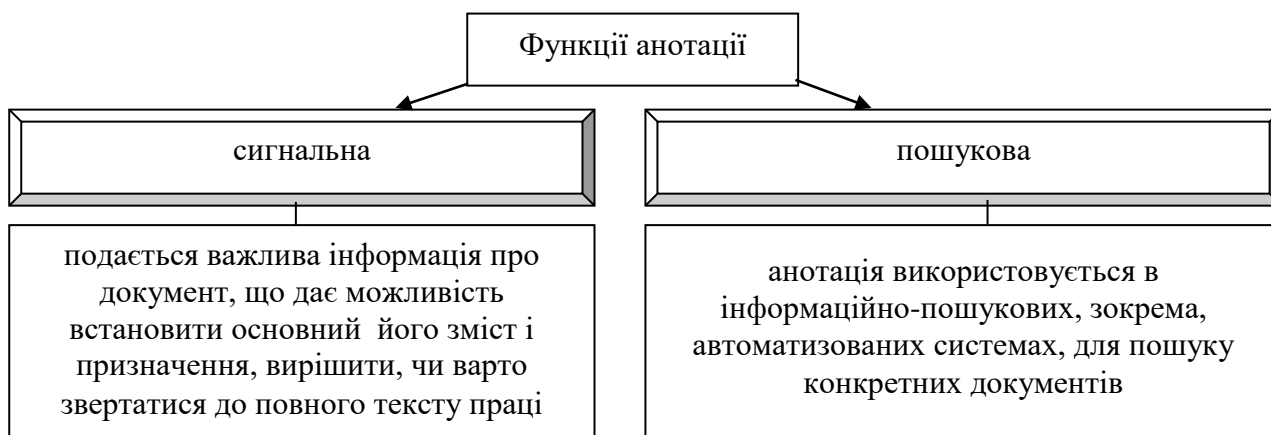 Функції анотації
сигнальна
пошукова
подається важлива інформація про
документ, що дає можливість
встановити основний його зміст і
призначення, вирішити, чи варто
звертатися до повного тексту праці
анотація використовується в
інформаційно-пошукових, зокрема,
автоматизованих системах, для пошуку
конкретних документів